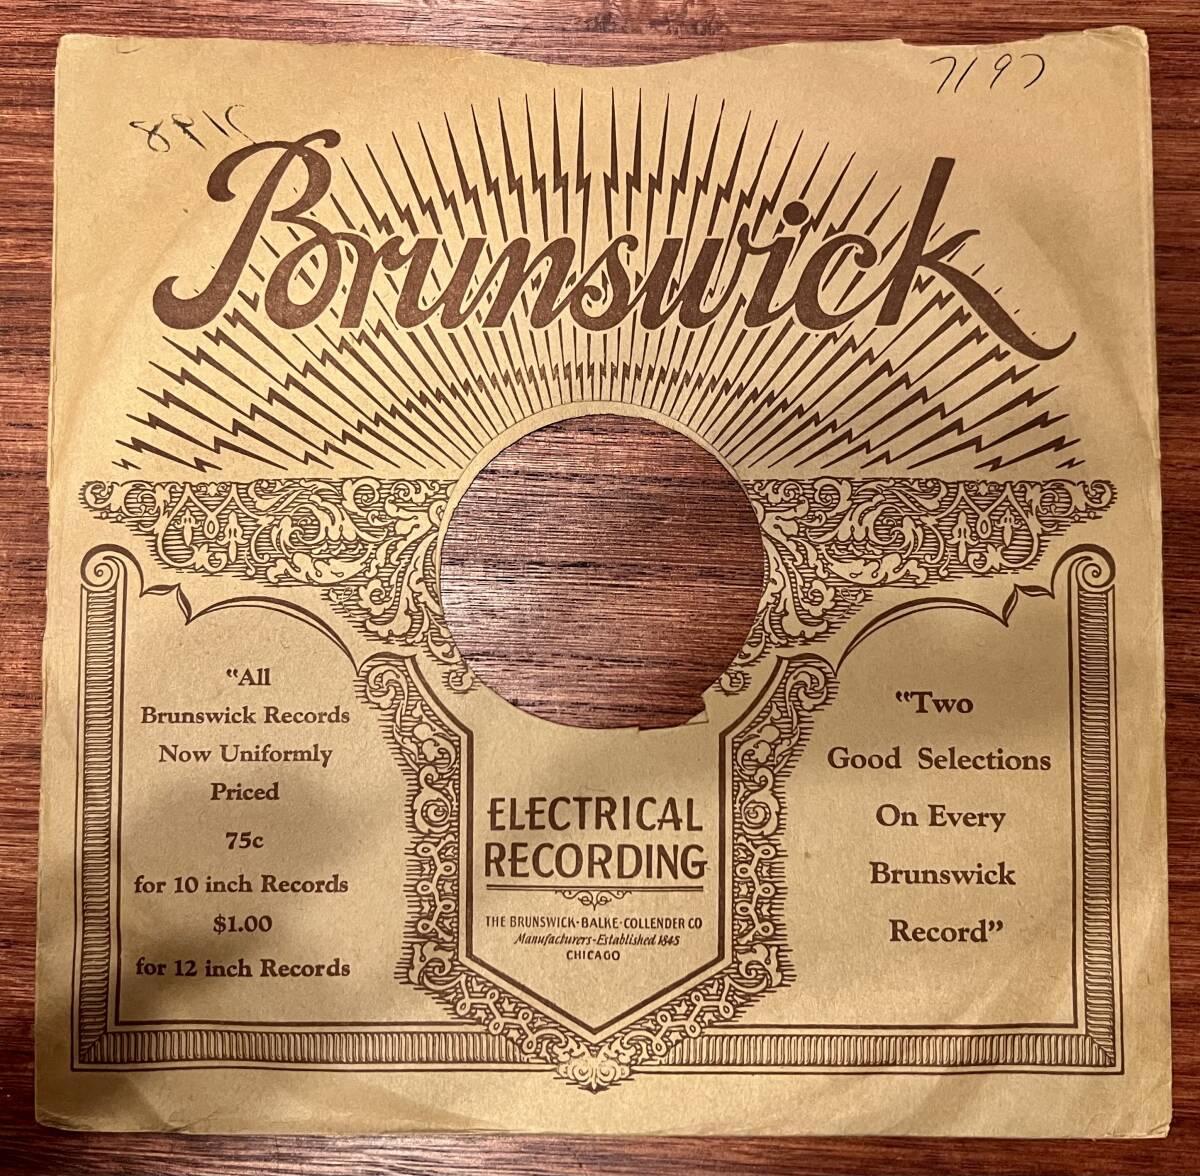 7197
Brunswick
"All
Brunswick Records
Now Uniformly
Priced
75c
for 10 inch Records
$1.00
for 12 inch Records
ELECTRICAL
RECORDING
THE BRUNSWICK-BALKE-COLLENDER CO
Manufacturers-Established 1845
CHICAGO
"Two
Good Selections
On Every
Brunswick
Record"